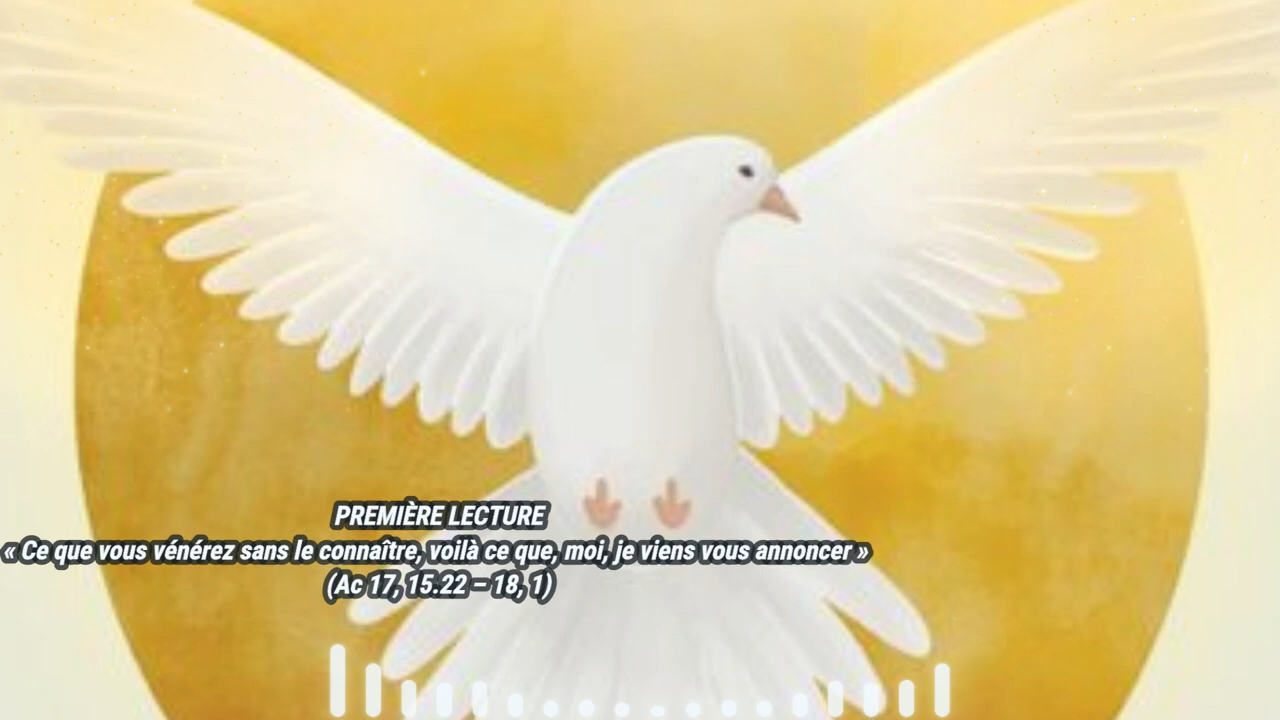 PREMIÈRE LECTURE
« Ce que vous vénérez sans le connaître, voilà ce que, moi, je viens vous annoncer »
(Ac 17, 15.22 – 18, 1)